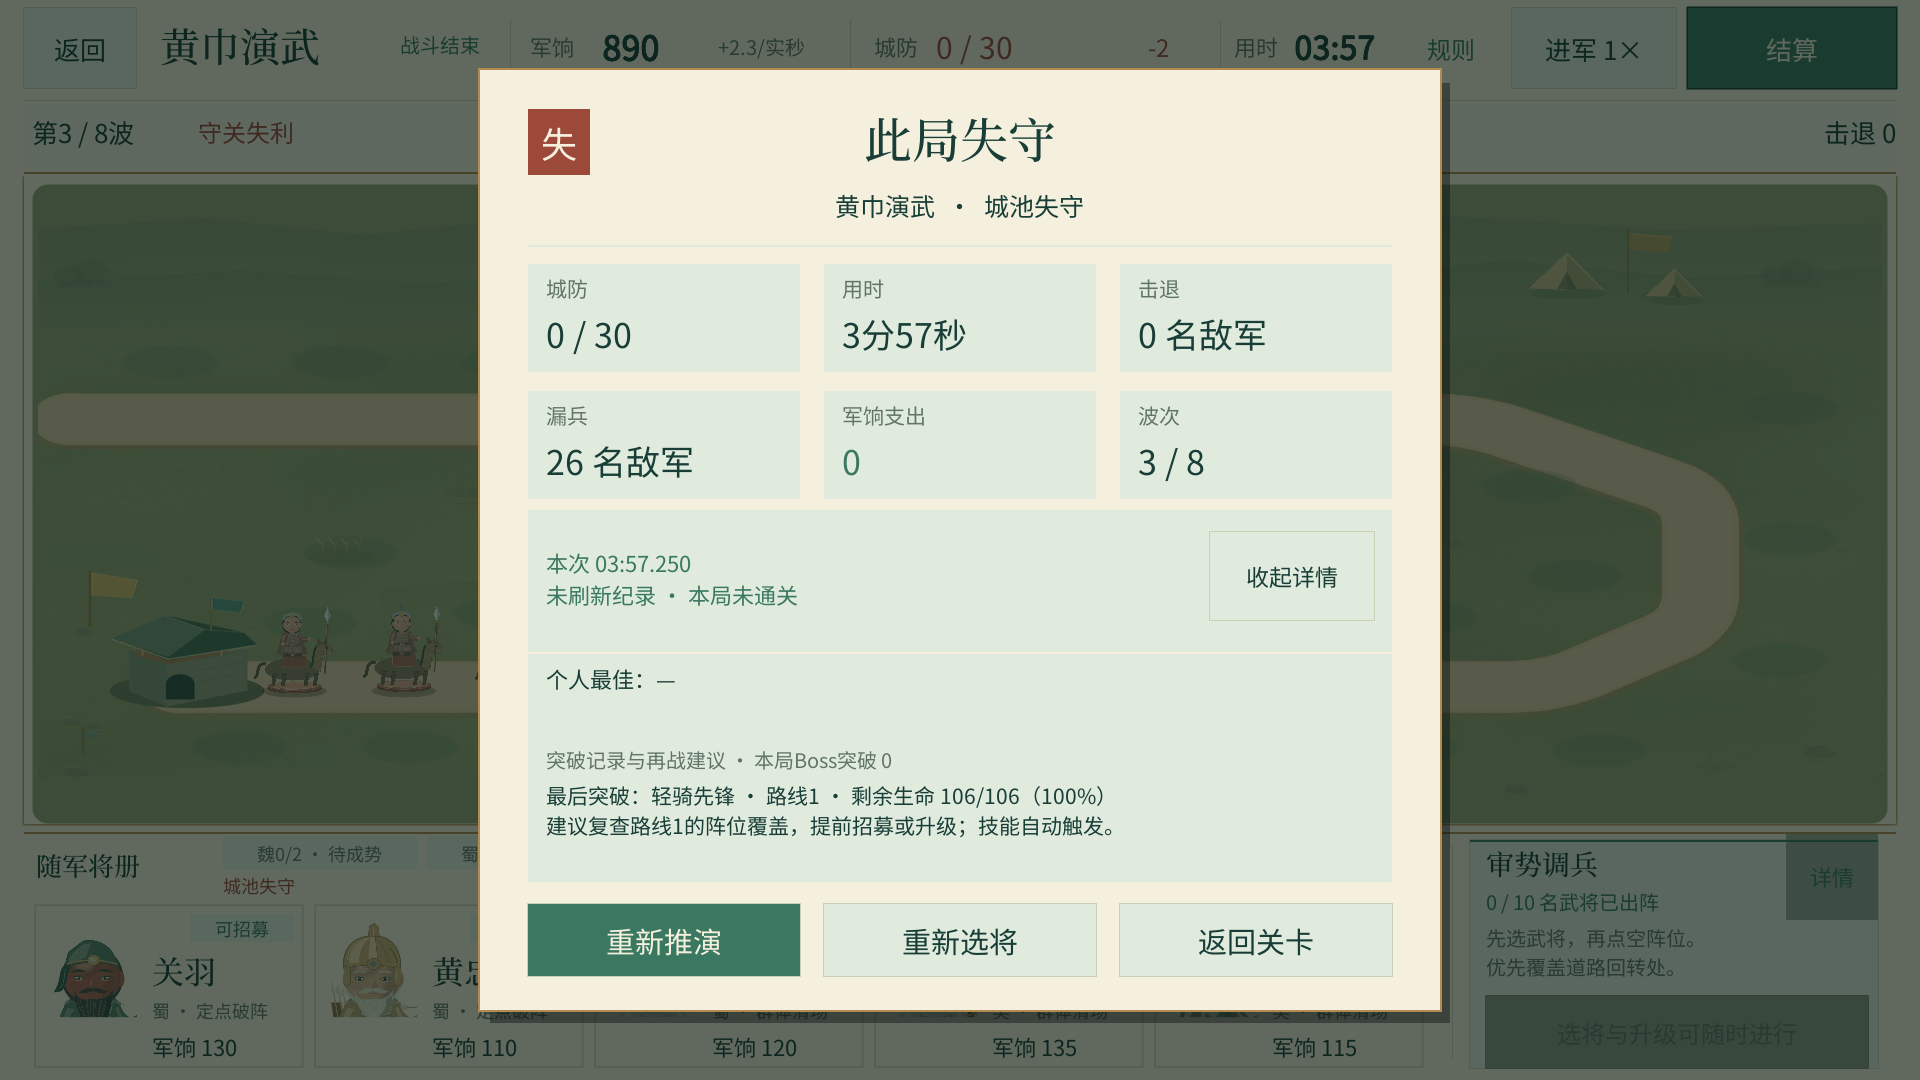 返回
黄巾演武
战斗结束
军饷 890
+2.3/实秒
城防 0 / 30
-2
用时 03:57
规则
进军 1×
结算
第3 / 8波
守关失利
击退 0
失
此局失守
黄巾演武 · 城池失守
城防
0 / 30
用时
3分57秒
击退
0 名敌军
漏兵
26 名敌军
军饷支出
0
波次
3 / 8
本次 03:57.250
未刷新纪录 · 本局未通关
收起详情
个人最佳：—
突破记录与再战建议 · 本局Boss突破 0
最后突破：轻骑先锋 · 路线1 · 剩余生命 106/106（100%）
建议复查路线1的阵位覆盖，提前招募或升级；技能自动触发。
重新推演
重新选将
返回关卡
随军将册
魏0/2 · 待成势
蜀
城池失守
可招募
关羽
蜀 · 定点破阵
军饷 130
黄忠
蜀 · 定点破阵
军饷 110
军饷 120
军饷 135
军饷 115
审势调兵
详情
0 / 10 名武将已出阵
先选武将，再点空阵位。
优先覆盖道路回转处。
选将与升级可随时进行